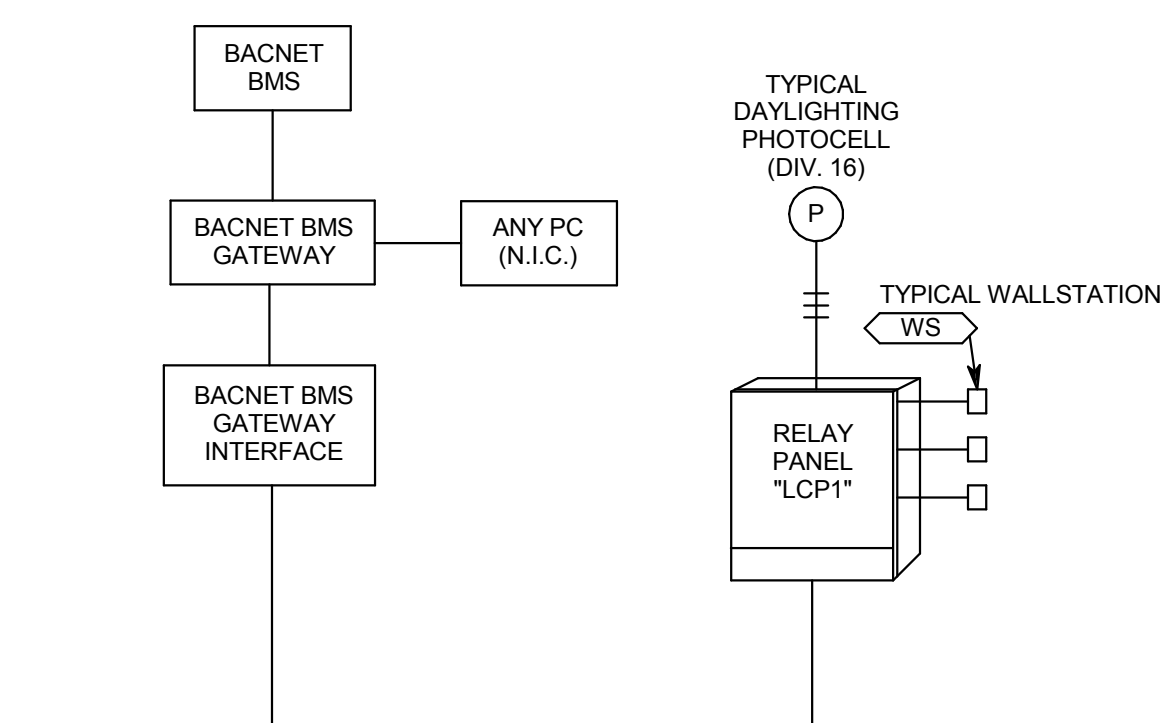 BACNET
BMS
BACNET BMS
GATEWAY
ANY PC
(N.I.C.)
BACNET BMS
GATEWAY
INTERFACE
TYPICAL
DAYLIGHTING
PHOTOCELL
(DIV. 16)
P
TYPICAL WALLSTATION
WS
RELAY
PANEL
"LCP1"